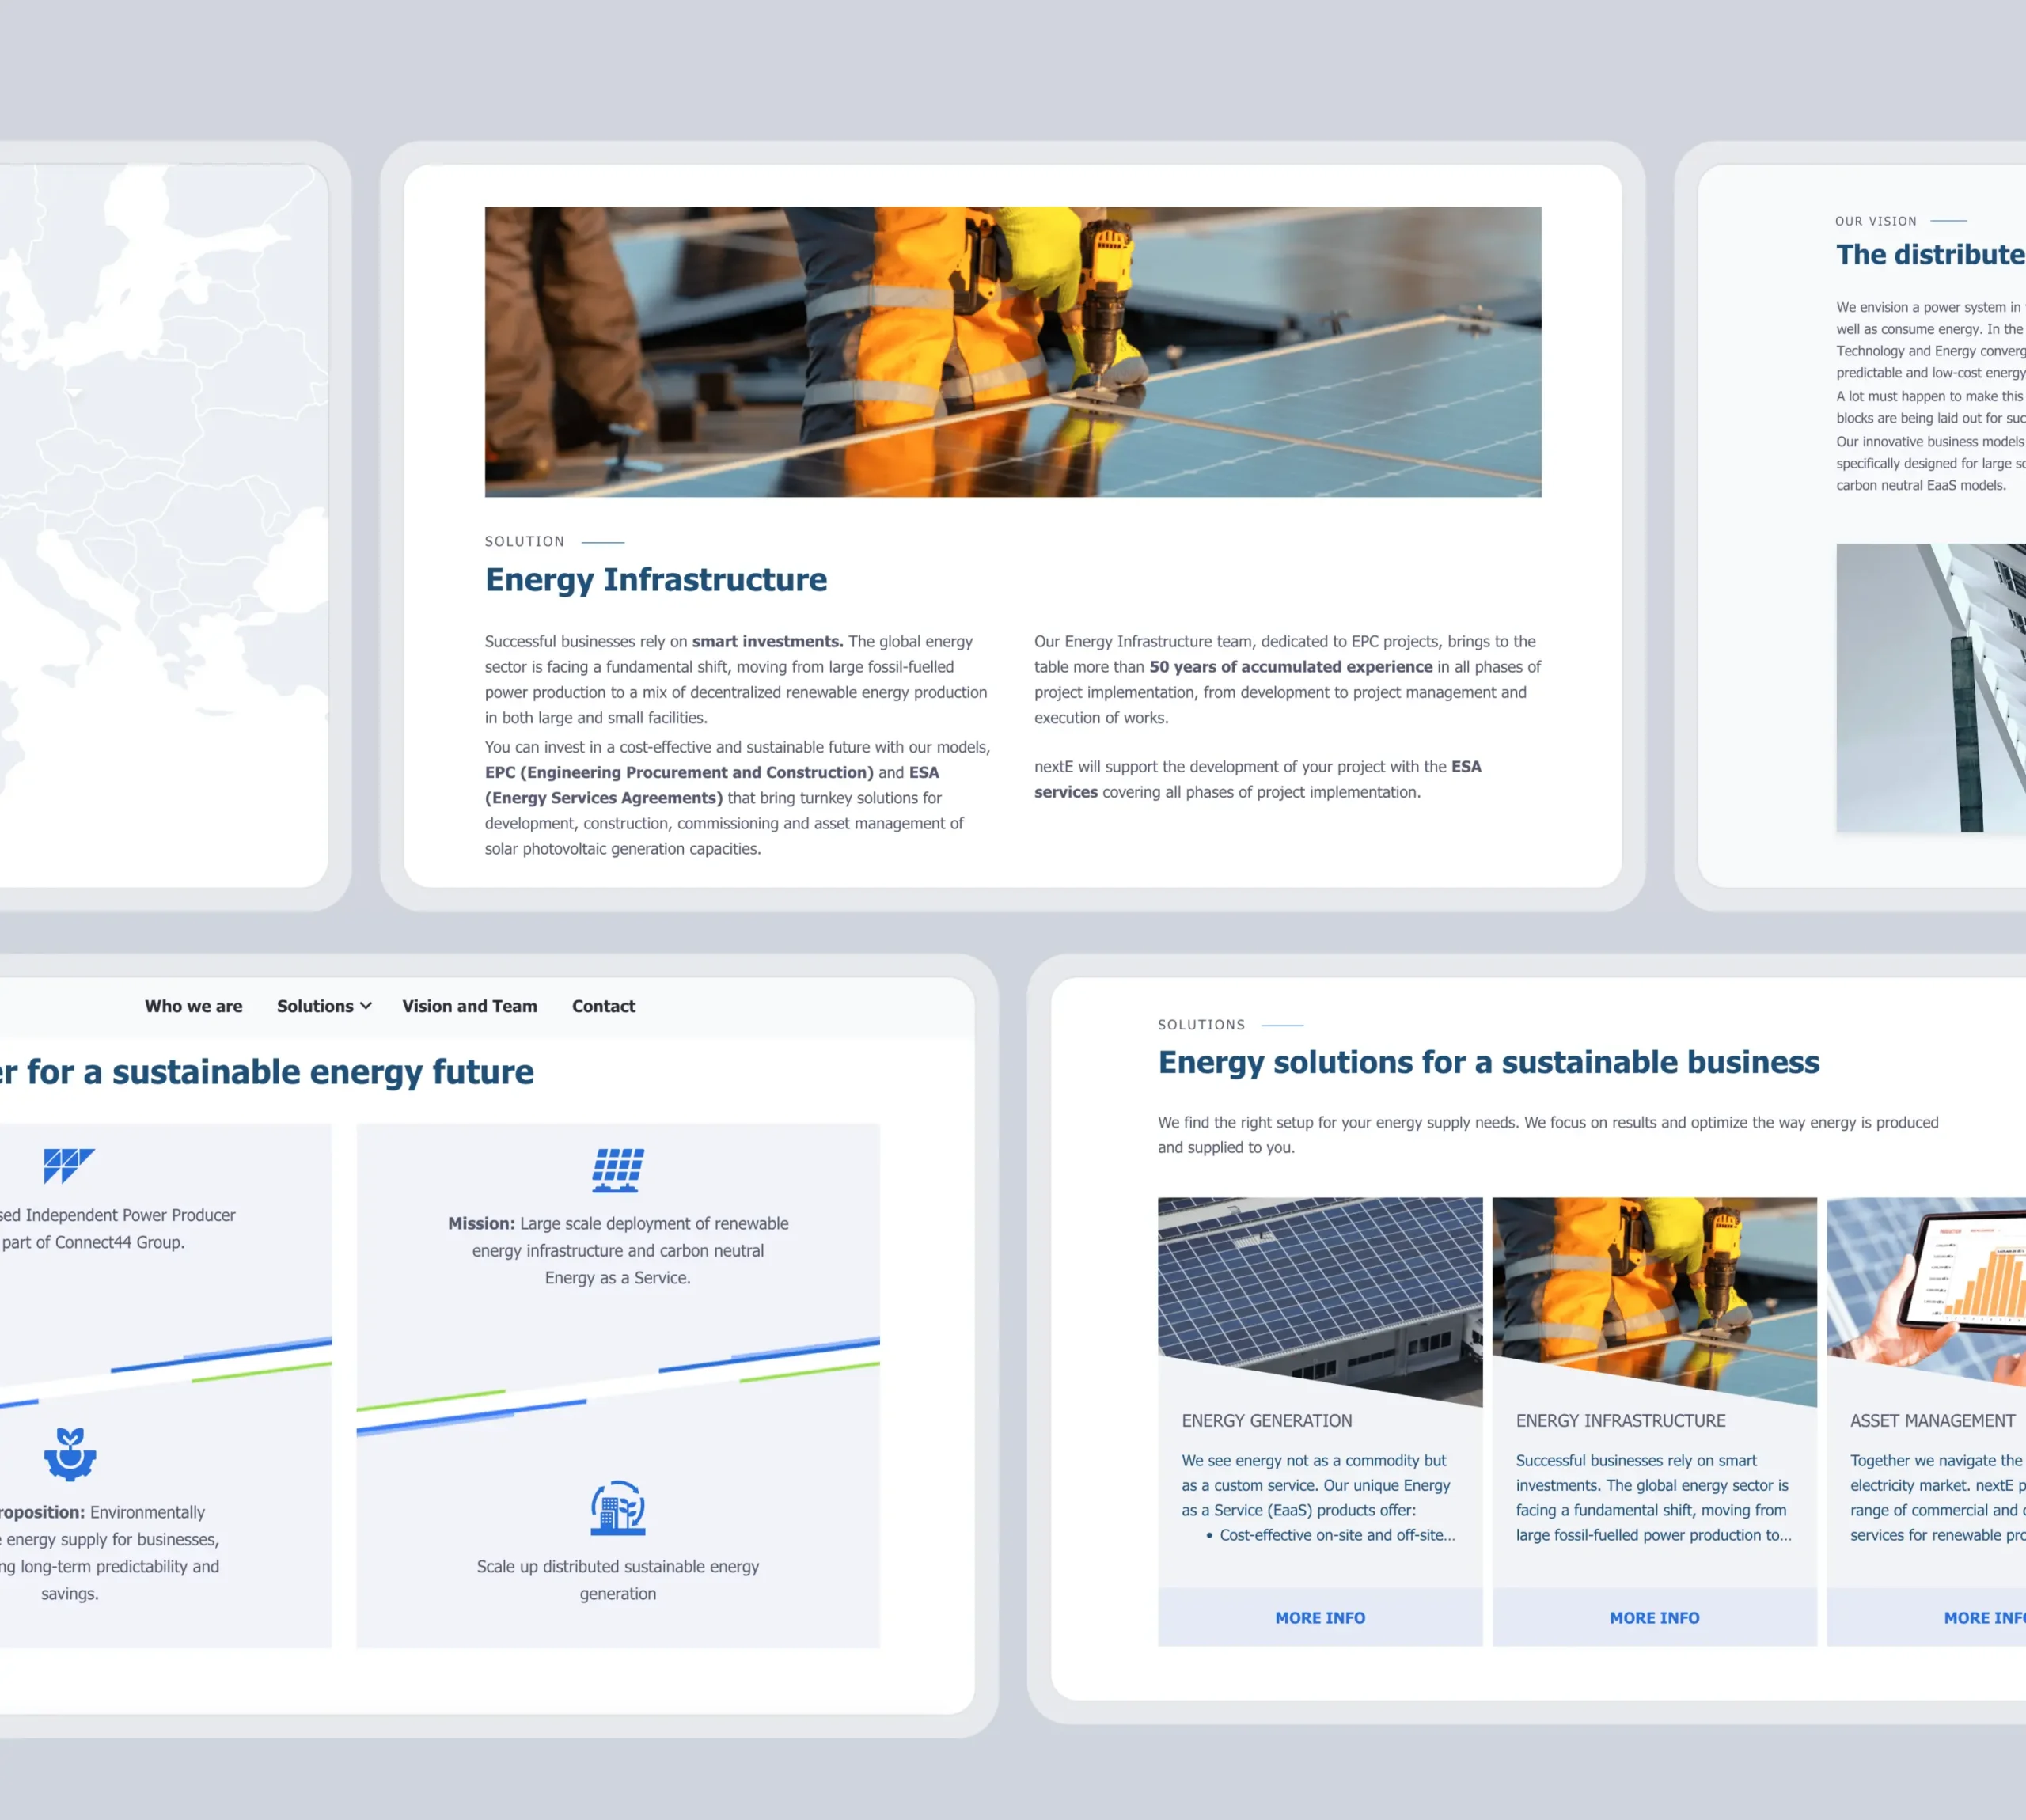 SOLUTION
Energy Infrastructure
Successful businesses rely on smart investments. The global energy
sector is facing a fundamental shift, moving from large fossil-fuelled
power production to a mix of decentralized renewable energy production
in both large and small facilities.
You can invest in a cost-effective and sustainable future with our models,
EPC (Engineering Procurement and Construction) and ESA
(Energy Services Agreements) that bring turnkey solutions for
development, construction, commissioning and asset management of
solar photovoltaic generation capacities.
Our Energy Infrastructure team, dedicated to EPC projects, brings to the
table more than 50 years of accumulated experience in all phases of
project implementation, from development to project management and
execution of works.
nextE will support the development of your project with the ESA
services covering all phases of project implementation.
OUR VISION
The distribute
We envision a power system in
well as consume energy. In the
Technology and Energy converg
predictable and low-cost energy
A lot must happen to make this
blocks are being laid out for suc
Our innovative business models
specifically designed for large sc
carbon neutral EaaS models.
Who we are Solutions Vision and Team Contact
er for a sustainable energy future
sed Independent Power Producer
part of Connect44 Group.
Mission: Large scale deployment of renewable
energy infrastructure and carbon neutral
Energy as a Service.
roposition: Environmentally
energy supply for businesses,
ng long-term predictability and
savings.
Scale up distributed sustainable energy
generation
SOLUTIONS
Energy solutions for a sustainable business
We find the right setup for your energy supply needs. We focus on results and optimize the way energy is produced
and supplied to you.
ENERGY GENERATION
We see energy not as a commodity but
as a custom service. Our unique Energy
as a Service (EaaS) products offer:
• Cost-effective on-site and off-site...
MORE INFO
ENERGY INFRASTRUCTURE
Successful businesses rely on smart
investments. The global energy sector is
facing a fundamental shift, moving from
large fossil-fuelled power production to...
MORE INFO
ASSET MANAGEMENT
Together we navigate the
electricity market. nextE p
range of commercial and
services for renewable pro
MORE INFO